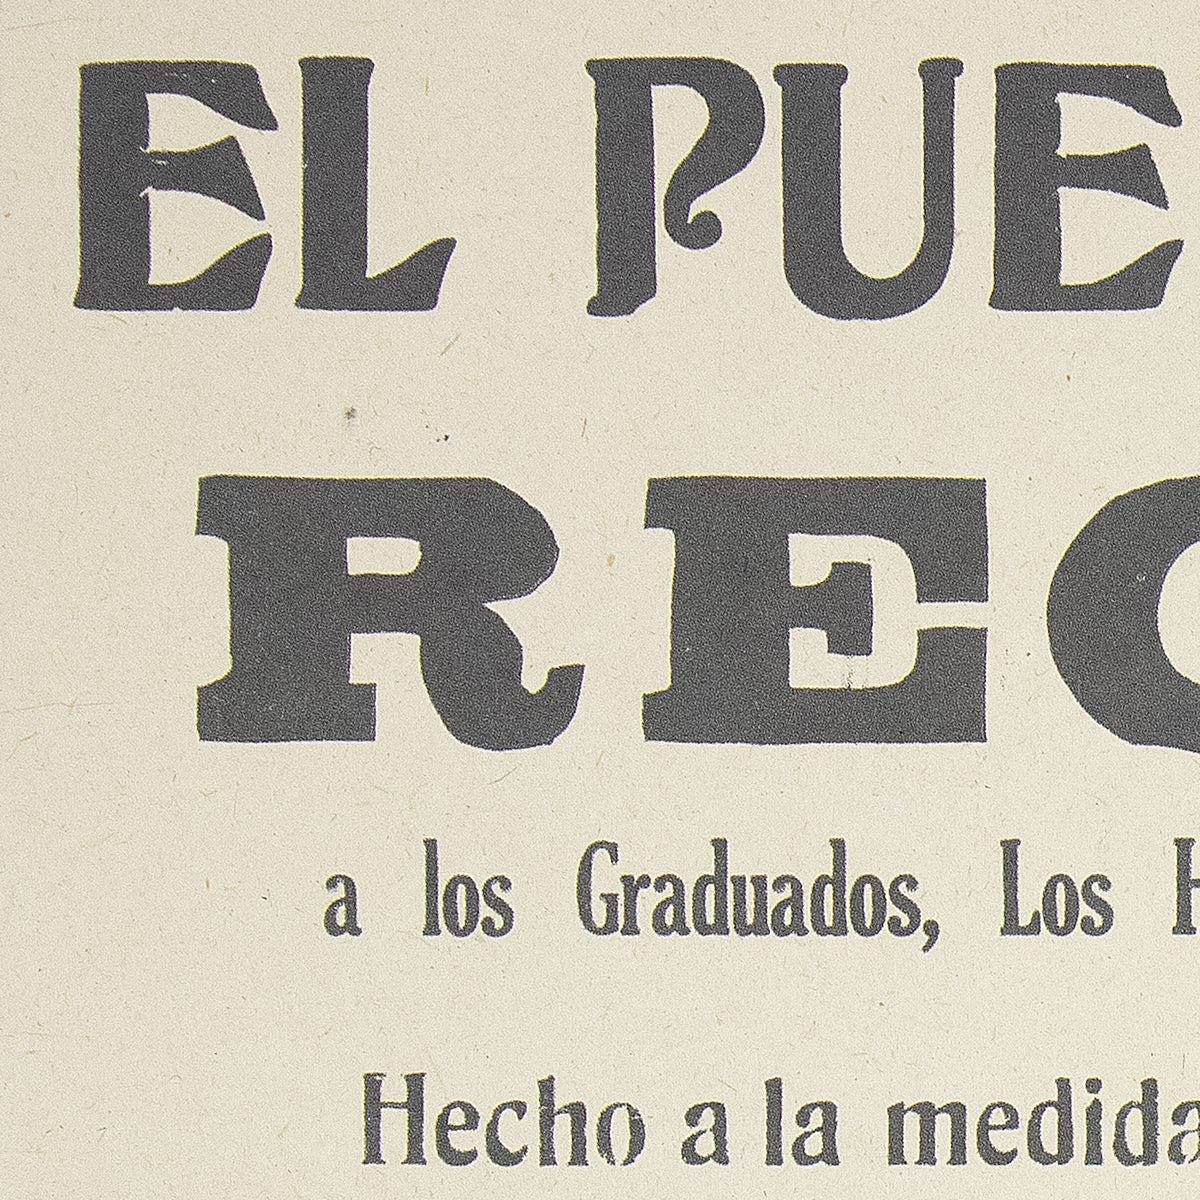 EL PUE
REC
a los Graduados, Los H
Hecho a la medida